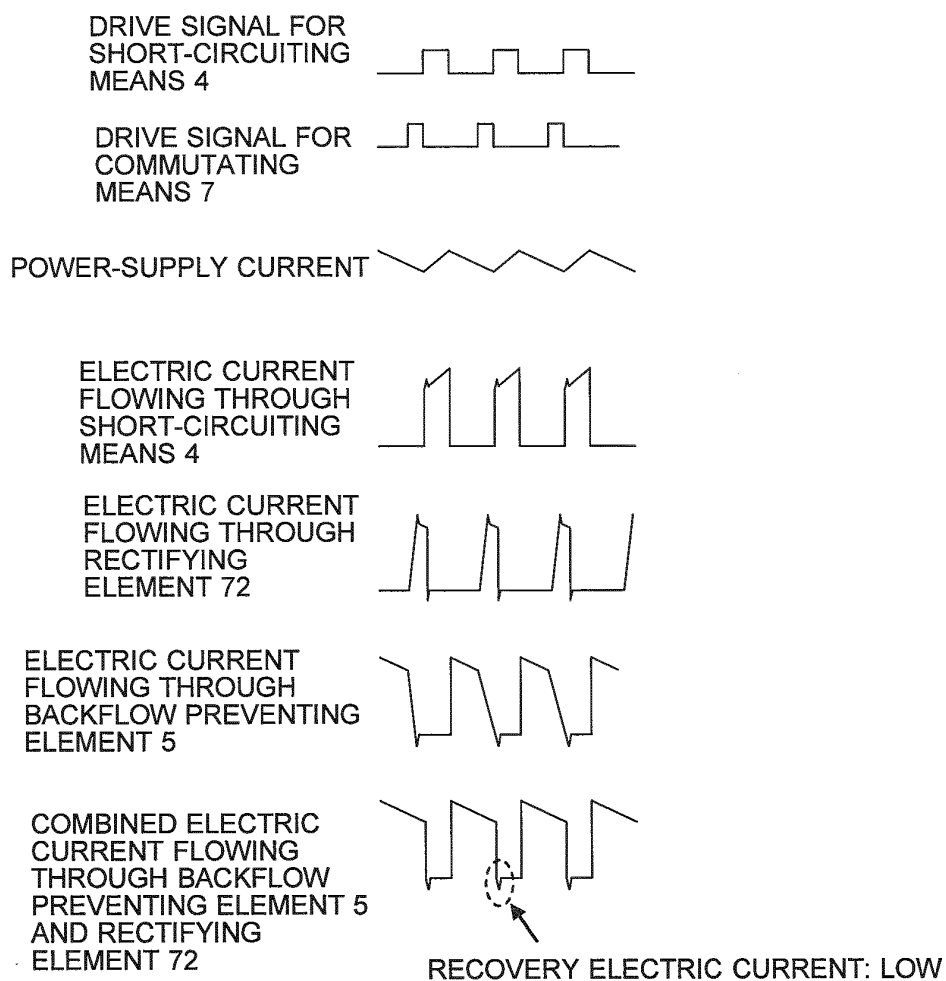 DRIVE SIGNAL FOR
SHORT-CIRCUITING
MEANS 4
DRIVE SIGNAL FOR
COMMUTATING
MEANS 7
POWER-SUPPLY CURRENT
ELECTRIC CURRENT
FLOWING THROUGH
SHORT-CIRCUITING
MEANS 4
ELECTRIC CURRENT
FLOWING THROUGH
RECTIFYING
ELEMENT 72
ELECTRIC CURRENT
FLOWING THROUGH
BACKFLOW PREVENTING
ELEMENT 5
COMBINED ELECTRIC
CURRENT FLOWING
THROUGH BACKFLOW
PREVENTING ELEMENT 5
AND RECTIFYING
ELEMENT 72
RECOVERY ELECTRIC CURRENT: LOW